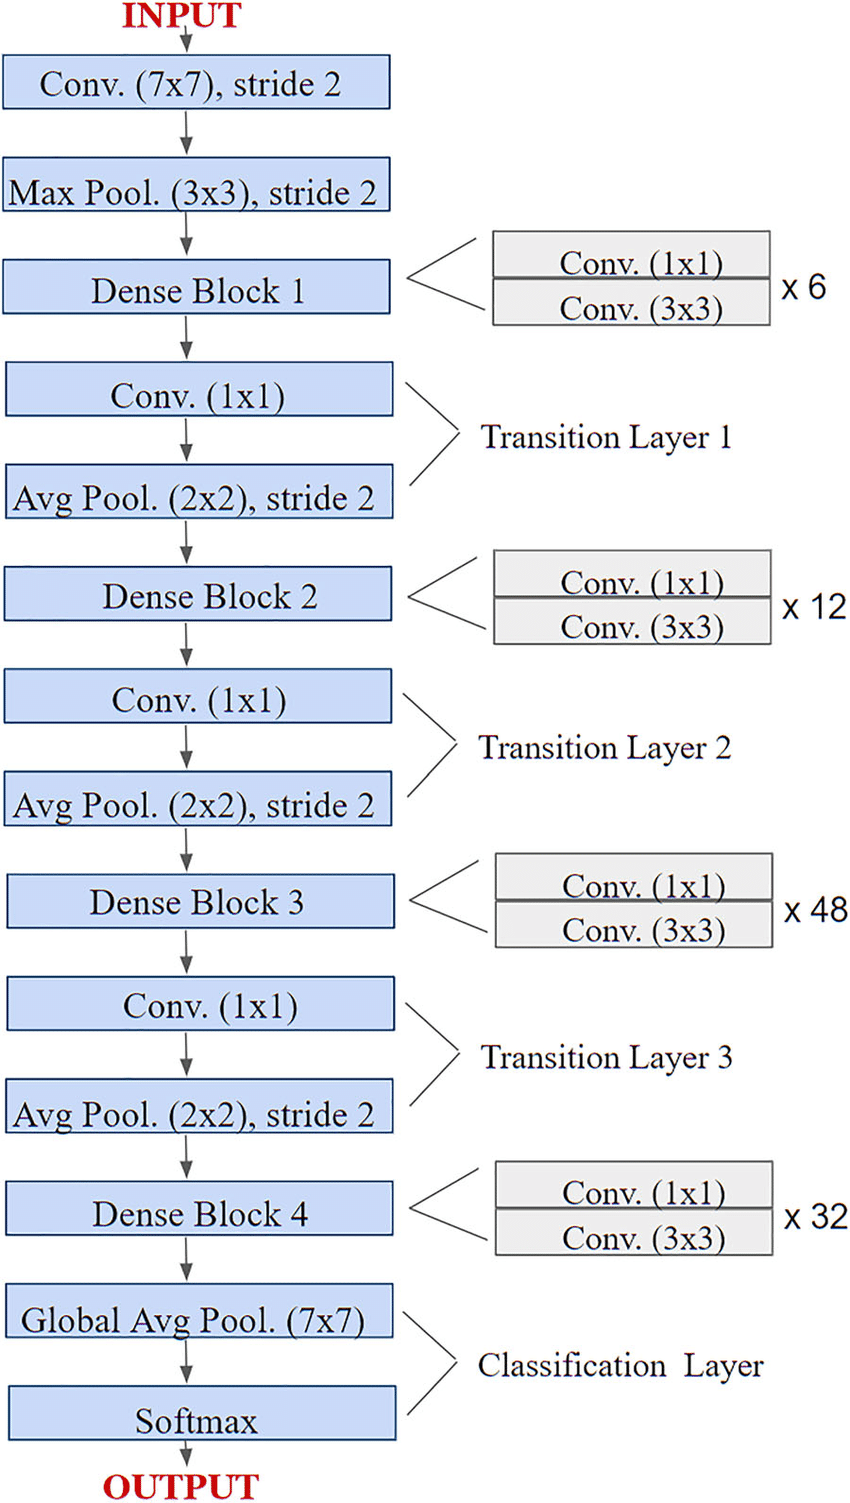 INPUT
Conv. (7x7), stride 2
Max Pool. (3x3), stride 2
Dense Block 1
Conv. (1x1)
Conv. (3x3)
x 6
Conv. (1x1)
Avg Pool. (2x2), stride 2
Transition Layer 1
Dense Block 2
Conv. (1x1)
Conv. (3x3)
x 12
Conv. (1x1)
Avg Pool. (2x2), stride 2
Transition Layer 2
Dense Block 3
Conv. (1x1)
Conv. (3x3)
x 48
Conv. (1x1)
Avg Pool. (2x2), stride 2
Transition Layer 3
Dense Block 4
Conv. (1x1)
Conv. (3x3)
x 32
Global Avg Pool. (7x7)
Softmax
Classification Layer
OUTPUT